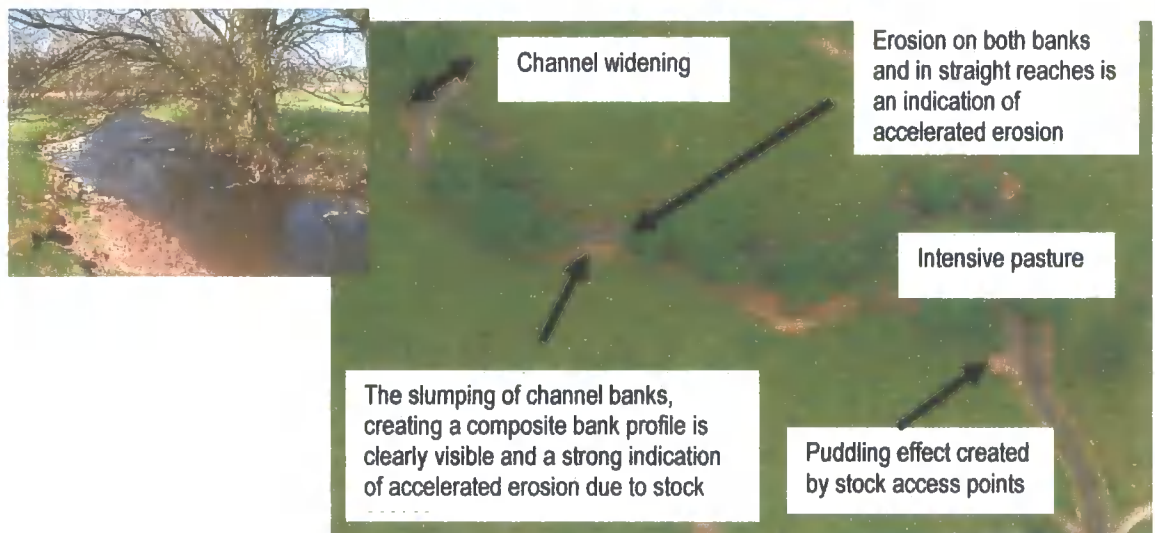 Channel widening
Erosion on both banks
and in straight reaches is
an indication of
accelerated erosion
Intensive pasture
The slumping of channel banks,
creating a composite bank profile is
clearly visible and a strong indication
of accelerated erosion due to stock
Puddling effect created
by stock access points